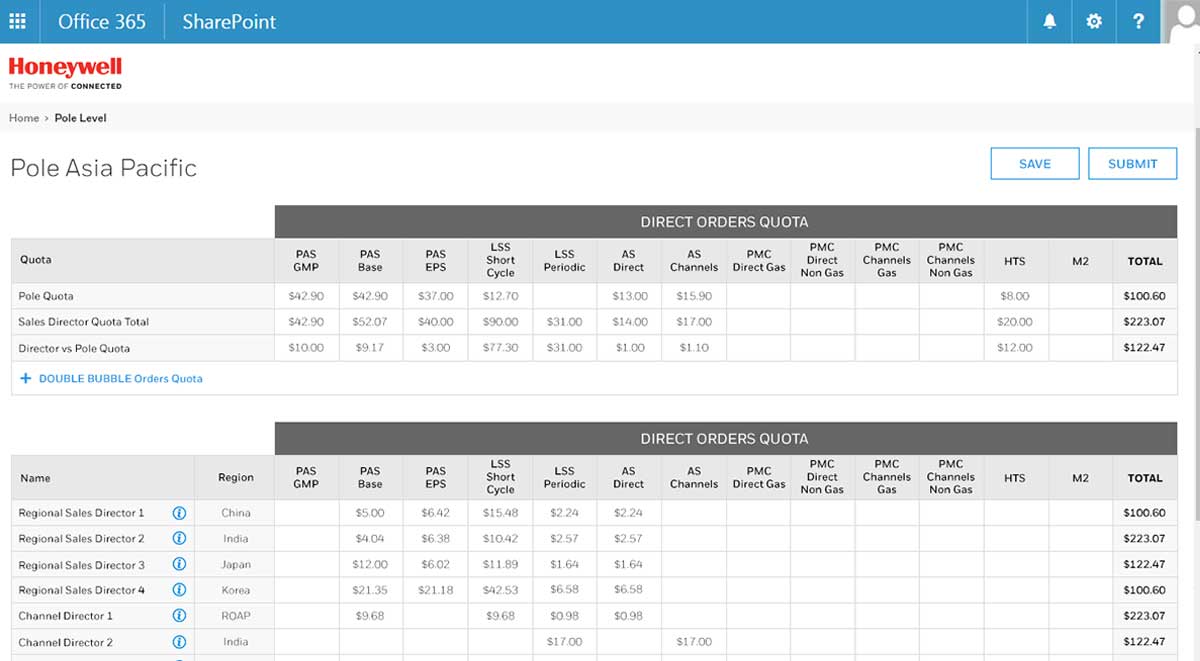 Office 365 SharePoint ?
Honeywell
THE POWER OF CONNECTED
Home > Pole Level
Pole Asia Pacific
SAVE SUBMIT
DIRECT ORDERS QUOTA
Quota PAS GMP PAS Base PAS EPS LSS Short Cycle LSS Periodic AS Direct AS Channels PMC Direct Gas PMC Direct Non Gas PMC Channels Gas PMC Channels Non Gas HTS M2 TOTAL
Pole Quota $42.90 $42.90 $37.00 $12.70 $13.00 $15.90 $8.00 $100.60
Sales Director Quota Total $42.90 $52.07 $40.00 $90.00 $31.00 $14.00 $17.00 $20.00 $223.07
Director vs Pole Quota $10.00 $9.17 $3.00 $77.30 $31.00 $1.00 $1.10 $12.00 $122.47
+ DOUBLE BUBBLE Orders Quota
DIRECT ORDERS QUOTA
Name Region PAS GMP PAS Base PAS EPS LSS Short Cycle LSS Periodic AS Direct AS Channels PMC Direct Gas PMC Direct Non Gas PMC Channels Gas PMC Channels Non Gas HTS M2 TOTAL
Regional Sales Director 1 i China $5.00 $6.42 $15.48 $2.24 $2.24 $100.60
Regional Sales Director 2 i India $4.04 $6.38 $10.42 $2.57 $2.57 $223.07
Regional Sales Director 3 i Japan $12.00 $6.02 $11.89 $1.64 $1.64 $122.47
Regional Sales Director 4 i Korea $21.35 $21.18 $42.53 $6.58 $6.58 $100.60
Channel Director 1 i ROAP $9.68 $9.68 $0.98 $0.98 $223.07
Channel Director 2 i India $17.00 $17.00 $122.47